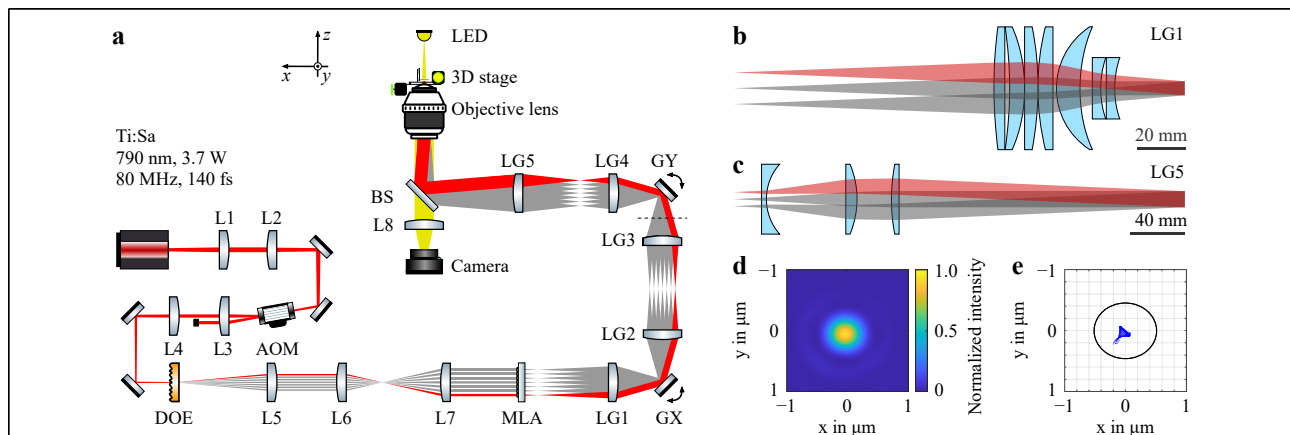 a
z
x
y
LED
3D stage
Objective lens
Ti:Sa
790 nm, 3.7 W
80 MHz, 140 fs
LG5
LG4
GY
BS
L8
L1
L2
LG3
Camera
LG2
L4
L3
AOM
DOE
L5
L6
L7
MLA
LG1
GX
b
LG1
20 mm
c
LG5
40 mm
d
−1
0
1
y in µm
−1
0
1
x in µm
1.0
0.5
0
Normalized intensity
e
−1
0
1
y in µm
−1
0
1
x in µm